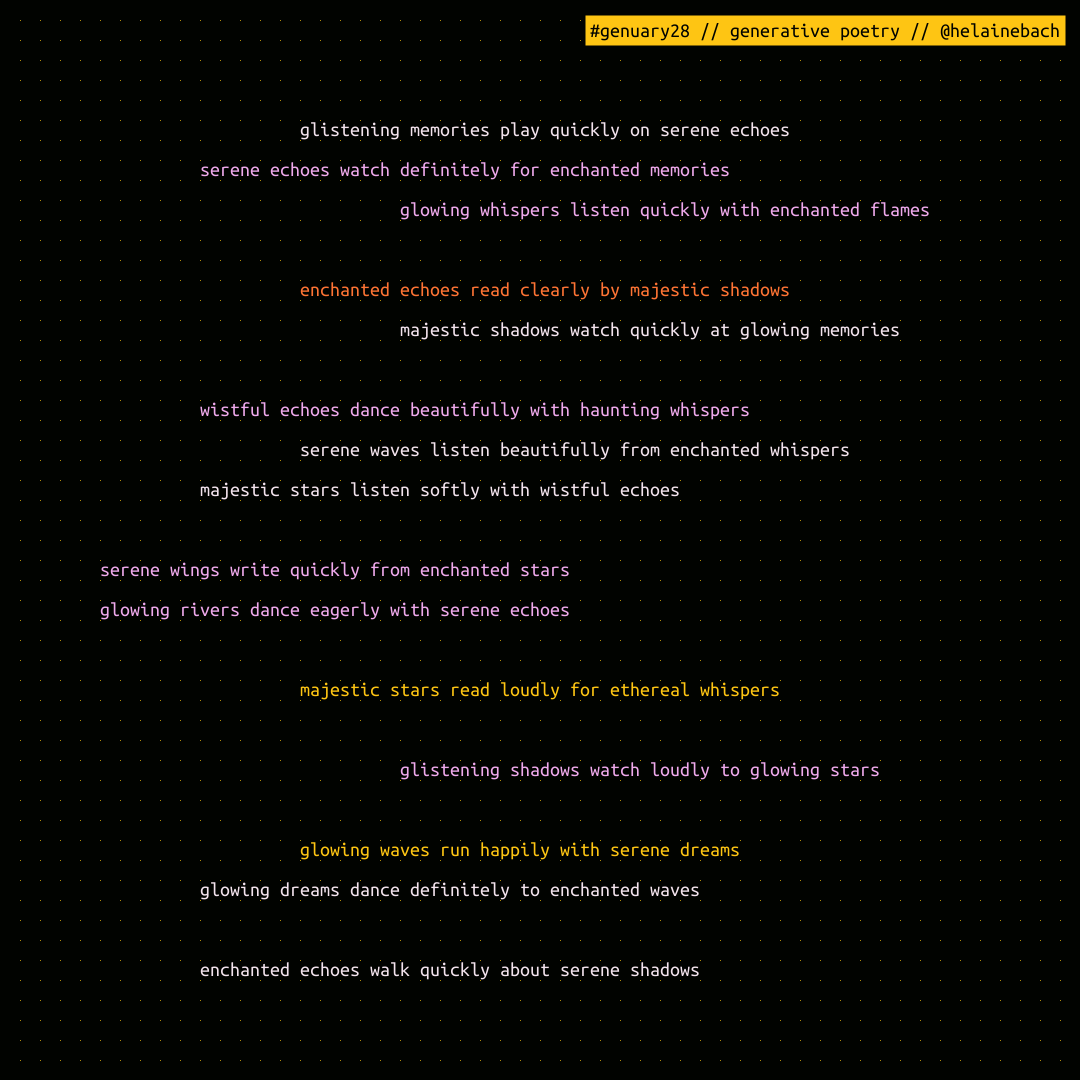 #genuary28 // generative poetry // @helainebach
glistening memories play quickly on serene echoes
serene echoes watch definitely for enchanted memories
glowing whispers listen quickly with enchanted flames
enchanted echoes read clearly by majestic shadows
majestic shadows watch quickly at glowing memories
wistful echoes dance beautifully with haunting whispers
serene waves listen beautifully from enchanted whispers
majestic stars listen softly with wistful echoes
serene wings write quickly from enchanted stars
glowing rivers dance eagerly with serene echoes
majestic stars read loudly for ethereal whispers
glistening shadows watch loudly to glowing stars
glowing waves run happily with serene dreams
glowing dreams dance definitely to enchanted waves
enchanted echoes walk quickly about serene shadows